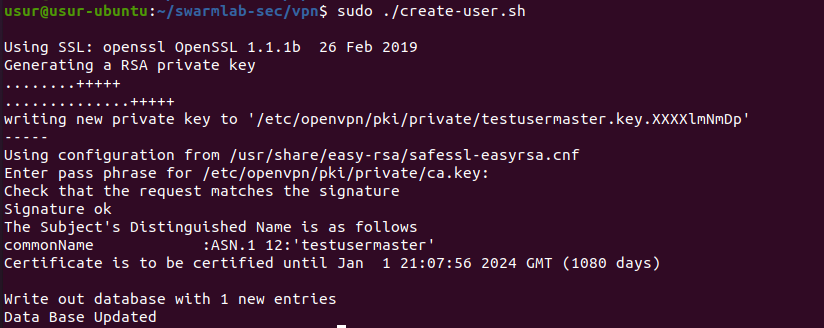 usur@usur-ubuntu:~/swarmlab-sec/vpn$ sudo ./create-user.sh
Using SSL: openssl OpenSSL 1.1.1b  26 Feb 2019
Generating a RSA private key
........+++++
..............+++++
writing new private key to '/etc/openvpn/pki/private/testusermaster.key.XXXXlmNmDp'
-----
Using configuration from /usr/share/easy-rsa/safessl-easyrsa.cnf
Enter pass phrase for /etc/openvpn/pki/private/ca.key:
Check that the request matches the signature
Signature ok
The Subject's Distinguished Name is as follows
commonName            :ASN.1 12:'testusermaster'
Certificate is to be certified until Jan  1 21:07:56 2024 GMT (1080 days)
Write out database with 1 new entries
Data Base Updated